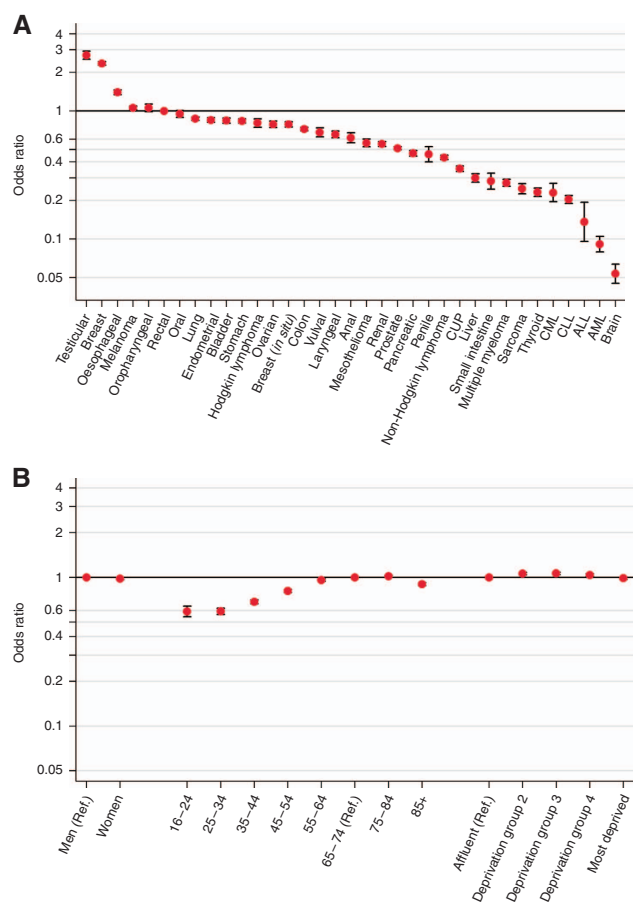 A
4
3
2
1
0.6
0.4
0.2
0.1
0.05
Odds ratio
Testicular
Breast
Oesophageal
Melanoma
Oropharyngeal
Rectal
Oral
Lung
Endometrial
Bladder
Stomach
Hodgkin lymphoma
Ovarian
Breast (in situ)
Colon
Vulval
Laryngeal
Anal
Mesothelioma
Renal
Prostate
Pancreatic
Penile
Non-Hodgkin lymphoma
CUP
Liver
Small intestine
Multiple myeloma
Sarcoma
Thyroid
CML
CLL
ALL
AML
Brain
B
4
3
2
1
0.6
0.4
0.2
0.1
0.05
Odds ratio
Men (Ref.)
Women
16–24
25–34
35–44
45–54
55–64
65–74 (Ref.)
75–84
85+
Affluent (Ref.)
Deprivation group 2
Deprivation group 3
Deprivation group 4
Most deprived